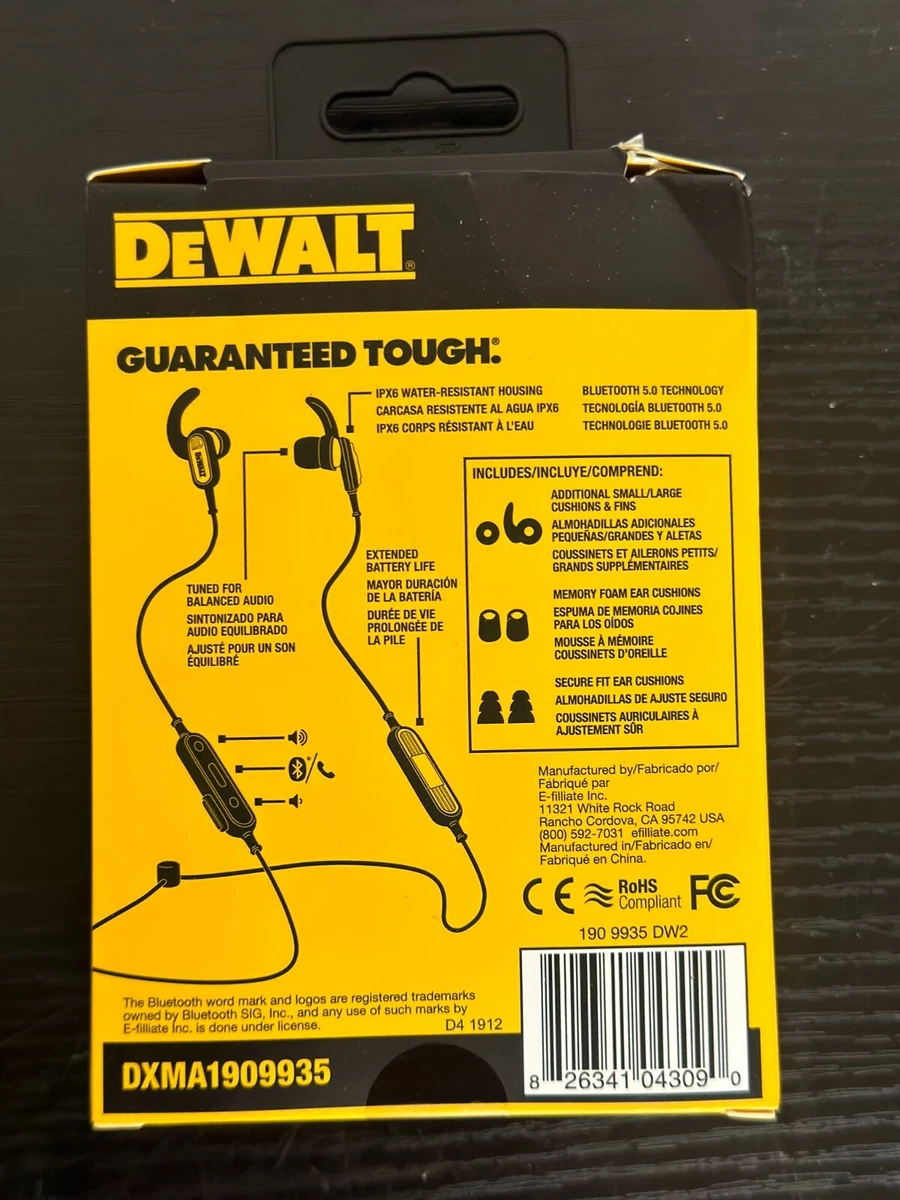 DEWALT®
GUARANTEED TOUGH.®
IPX6 WATER-RESISTANT HOUSING
CARCASA RESISTENTE AL AGUA IPX6
IPX6 CORPS RÉSISTANT À L'EAU
BLUETOOTH 5.0 TECHNOLOGY
TECNOLOGÍA BLUETOOTH 5.0
TECHNOLOGIE BLUETOOTH 5.0
DEWALT
TUNED FOR
BALANCED AUDIO
SINTONIZADO PARA
AUDIO EQUILIBRADO
AJUSTÉ POUR UN SON
ÉQUILIBRÉ
EXTENDED
BATTERY LIFE
MAYOR DURACIÓN
DE LA BATERÍA
DURÉE DE VIE
PROLONGÉE DE
LA PILE
INCLUDES/INCLUYE/COMPREND:
ADDITIONAL SMALL/LARGE
CUSHIONS & FINS
ALMOHADILLAS ADICIONALES
PEQUEÑAS/GRANDES Y ALETAS
COUSSINETS ET AILERONS PETITS/
GRANDS SUPPLÉMENTAIRES
MEMORY FOAM EAR CUSHIONS
ESPUMA DE MEMORIA COJINES
PARA LOS OÍDOS
MOUSSE À MÉMOIRE
COUSSINETS D'OREILLE
SECURE FIT EAR CUSHIONS
ALMOHADILLAS DE AJUSTE SEGURO
COUSSINETS AURICULAIRES À
AJUSTEMENT SÛR
Manufactured by/Fabricado por/
Fabriqué par
E-filliate Inc.
11321 White Rock Road
Rancho Cordova, CA 95742 USA
(800) 592-7031 efilliate.com
Manufactured in/Fabricado en/
Fabriqué en China.
CE RoHS
Compliant FC
190 9935 DW2
The Bluetooth word mark and logos are registered trademarks
owned by Bluetooth SIG, Inc., and any use of such marks by
E-filliate Inc. is done under license.
D4 1912
DXMA1909935
8 26341 04309 0